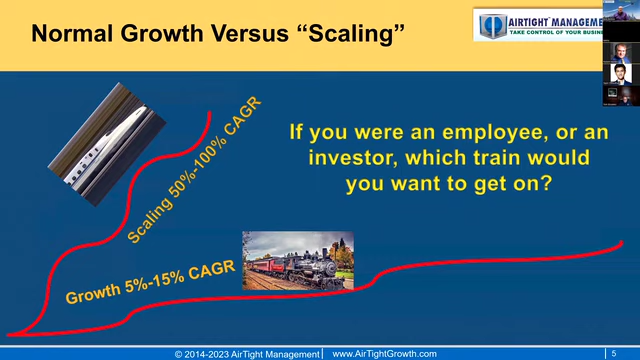 Normal Growth Versus “Scaling”
AIRTIGHT MANAGEME
TAKE CONTROL OF YOUR BUSINE
If you were an employee, or an
investor, which train would
you want to get on?
Scaling 50%-100% CAGR
Growth 5%-15% CAGR
© 2014-2023 AirTight Management
www.AirTightGrowth.com
5